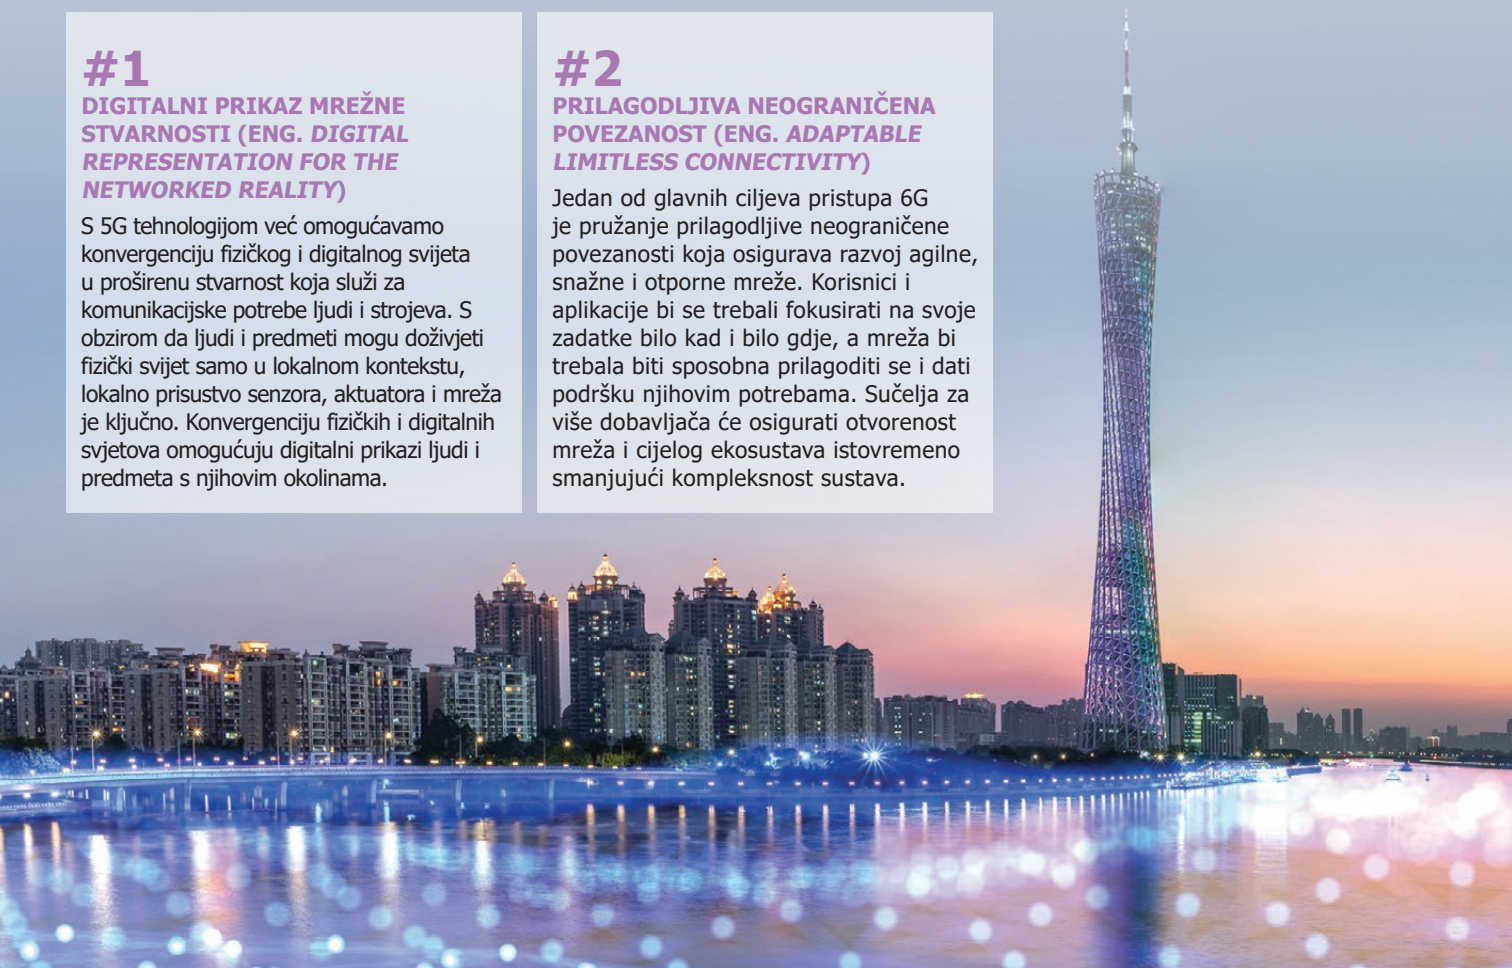 #1
DIGITALNI PRIKAZ MREŽNE
STVARNOSTI (ENG. DIGITAL
REPRESENTATION FOR THE
NETWORKED REALITY)
S 5G tehnologijom već omogućavamo
konvergenciju fizičkog i digitalnog svijeta
u proširenu stvarnost koja služi za
komunikacijske potrebe ljudi i strojeva. S
obzirom da ljudi i predmeti mogu doživjeti
fizički svijet samo u lokalnom kontekstu,
lokalno prisustvo senzora, aktuatora i mreža
je ključno. Konvergenciju fizičkih i digitalnih
svjetova omogućuju digitalni prikazi ljudi i
predmeta s njihovim okolinama.
#2
PRILAGODLJIVA NEOGRANIČENA
POVEZANOST (ENG. ADAPTABLE
LIMITLESS CONNECTIVITY)
Jedan od glavnih ciljeva pristupa 6G
je pružanje prilagodljive neograničene
povezanosti koja osigurava razvoj agilne,
snažne i otporne mreže. Korisnici i
aplikacije bi se trebali fokusirati na svoje
zadatke bilo kad i bilo gdje, a mreža bi
trebala biti sposobna prilagoditi se i dati
podršku njihovim potrebama. Sučelja za
više dobavljača će osigurati otvorenost
mreža i cijelog ekosustava istovremeno
smanjujući kompleksnost sustava.